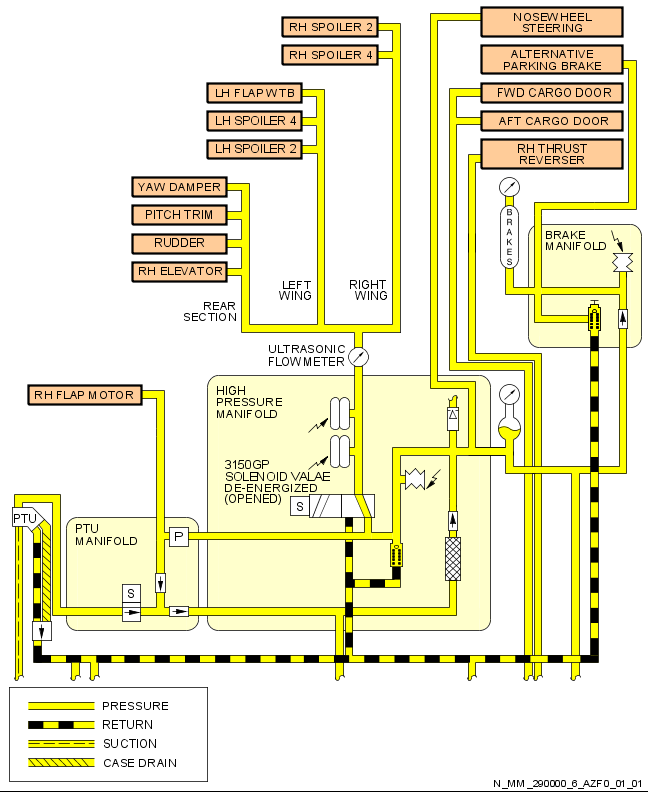 RH SPOILER 2
RH SPOILER 4
LH FLAP WTB
LH SPOILER 4
LH SPOILER 2
YAW DAMPER
PITCH TRIM
RUDDER
RH ELEVATOR
REAR
SECTION
LEFT
WING
RIGHT
WING
NOSEWHEEL
STEERING
ALTERNATIVE
PARKING BRAKE
FWD CARGO DOOR
AFT CARGO DOOR
RH THRUST
REVERSER
BRAKES
BRAKE
MANIFOLD
ULTRASONIC
FLOWMETER
RH FLAP MOTOR
HIGH
PRESSURE
MANIFOLD
3150GP
SOLENOID VALAE
DE-ENERGIZED
(OPENED)
S
PTU
PTU
MANIFOLD
P
S
PRESSURE
RETURN
SUCTION
CASE DRAIN
N_MM_290000_6_AZF0_01_01